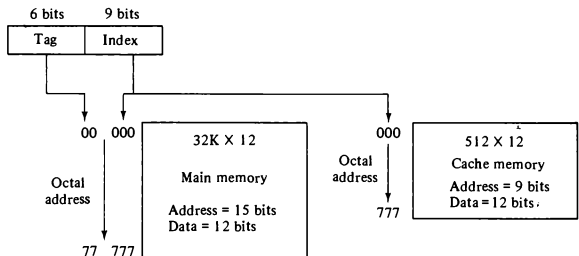 6 bits 9 bits
Tag Index
00 000
Octal address
77 777
32K × 12
Main memory
Address = 15 bits
Data = 12 bits
000
Octal address
777
512 × 12
Cache memory
Address = 9 bits
Data = 12 bits